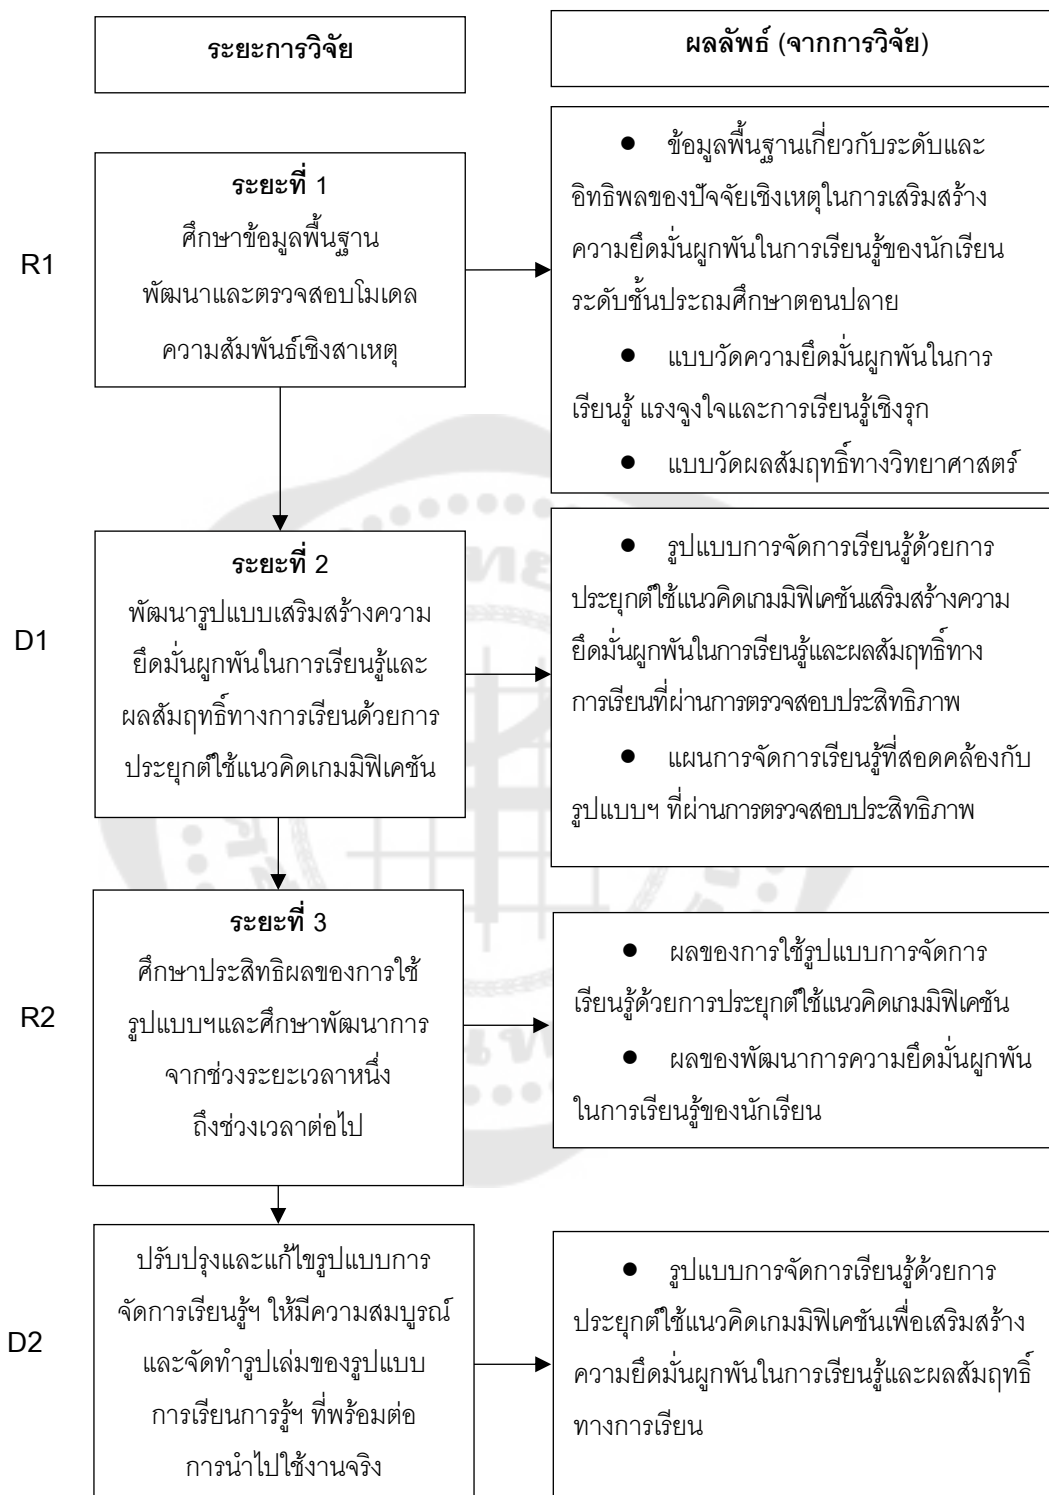 ระยะการวิจัย
ผลลัพธ์ (จากการวิจัย)
R1
ระยะที่ 1
ศึกษาข้อมูลพื้นฐาน
พัฒนาและตรวจสอบโมเดล
ความสัมพันธ์เชิงสาเหตุ
● ข้อมูลพื้นฐานเกี่ยวกับระดับและ
อิทธิพลของปัจจัยเชิงเหตุในการเสริมสร้าง
ความยึดมั่นผูกพันในการเรียนรู้ของนักเรียน
ระดับชั้นประถมศึกษาตอนปลาย
● แบบวัดความยึดมั่นผูกพันในการ
เรียนรู้ แรงจูงใจและการเรียนรู้เชิงรุก
● แบบวัดผลสัมฤทธิ์ทางวิทยาศาสตร์
D1
ระยะที่ 2
พัฒนารูปแบบเสริมสร้างความ
ยึดมั่นผูกพันในการเรียนรู้และ
ผลสัมฤทธิ์ทางการเรียนด้วยการ
ประยุกต์ใช้แนวคิดเกมมิฟิเคชัน
● รูปแบบการจัดการเรียนรู้ด้วยการ
ประยุกต์ใช้แนวคิดเกมมิฟิเคชันเสริมสร้างความ
ยึดมั่นผูกพันในการเรียนรู้และผลสัมฤทธิ์ทาง
การเรียนที่ผ่านการตรวจสอบประสิทธิภาพ
● แผนการจัดการเรียนรู้ที่สอดคล้องกับ
รูปแบบฯ ที่ผ่านการตรวจสอบประสิทธิภาพ
R2
ระยะที่ 3
ศึกษาประสิทธิผลของการใช้
รูปแบบฯและศึกษาพัฒนาการ
จากช่วงระยะเวลาหนึ่ง
ถึงช่วงเวลาต่อไป
● ผลของการใช้รูปแบบการจัดการ
เรียนรู้ด้วยการประยุกต์ใช้แนวคิดเกมมิฟิเคชัน
● ผลของพัฒนาการความยึดมั่นผูกพัน
ในการเรียนรู้ของนักเรียน
D2
ปรับปรุงและแก้ไขรูปแบบการ
จัดการเรียนรู้ฯ ให้มีความสมบูรณ์
และจัดทำรูปเล่มของรูปแบบ
การเรียนการรู้ฯ ที่พร้อมต่อ
การนำไปใช้งานจริง
● รูปแบบการจัดการเรียนรู้ด้วยการ
ประยุกต์ใช้แนวคิดเกมมิฟิเคชันเพื่อเสริมสร้าง
ความยึดมั่นผูกพันในการเรียนรู้และผลสัมฤทธิ์
ทางการเรียน